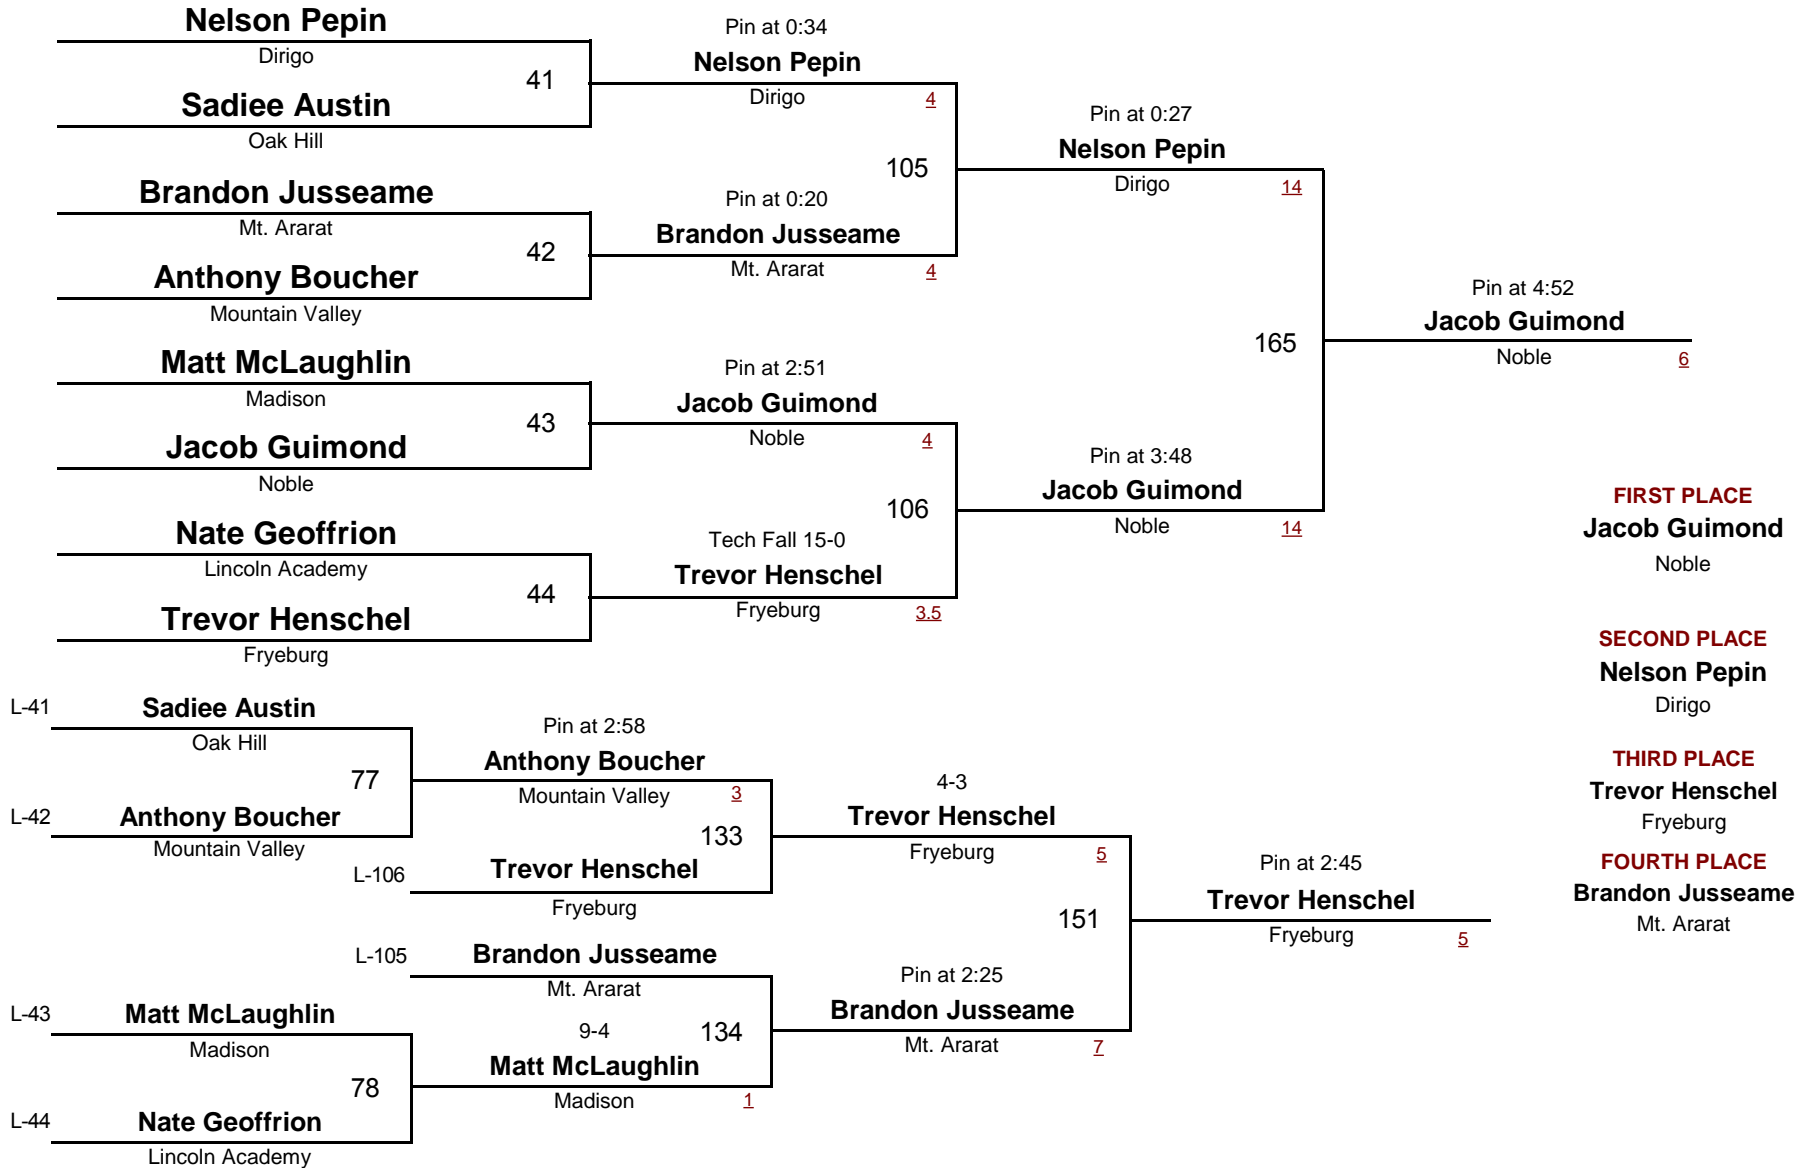 Nelson Pepin
Dirigo
41
Sadiee Austin
Oak Hill
Brandon Jusseame
Mt. Ararat
42
Anthony Boucher
Mountain Valley
Matt McLaughlin
Madison
43
Jacob Guimond
Noble
Nate Geoffrion
Lincoln Academy
44
Trevor Henschel
Fryeburg
Pin at 0:34
Nelson Pepin
Dirigo 4
105
Pin at 0:20
Brandon Jusseame
Mt. Ararat 4
Pin at 2:51
Jacob Guimond
Noble 4
106
Tech Fall 15-0
Trevor Henschel
Fryeburg 3.5
Pin at 0:27
Nelson Pepin
Dirigo 14
165
Pin at 3:48
Jacob Guimond
Noble 14
Pin at 4:52
Jacob Guimond
Noble 6
FIRST PLACE
Jacob Guimond
Noble
SECOND PLACE
Nelson Pepin
Dirigo
THIRD PLACE
Trevor Henschel
Fryeburg
FOURTH PLACE
Brandon Jusseame
Mt. Ararat
L-41 Sadiee Austin
Oak Hill
77
L-42 Anthony Boucher
Mountain Valley
L-43 Matt McLaughlin
Madison
78
L-44 Nate Geoffrion
Lincoln Academy
Pin at 2:58
Anthony Boucher
Mountain Valley 3
133
L-106 Trevor Henschel
Fryeburg
L-105 Brandon Jusseame
Mt. Ararat
9-4 134
Matt McLaughlin
Madison 1
4-3
Trevor Henschel
Fryeburg 5
151
Pin at 2:25
Brandon Jusseame
Mt. Ararat 7
Pin at 2:45
Trevor Henschel
Fryeburg 5